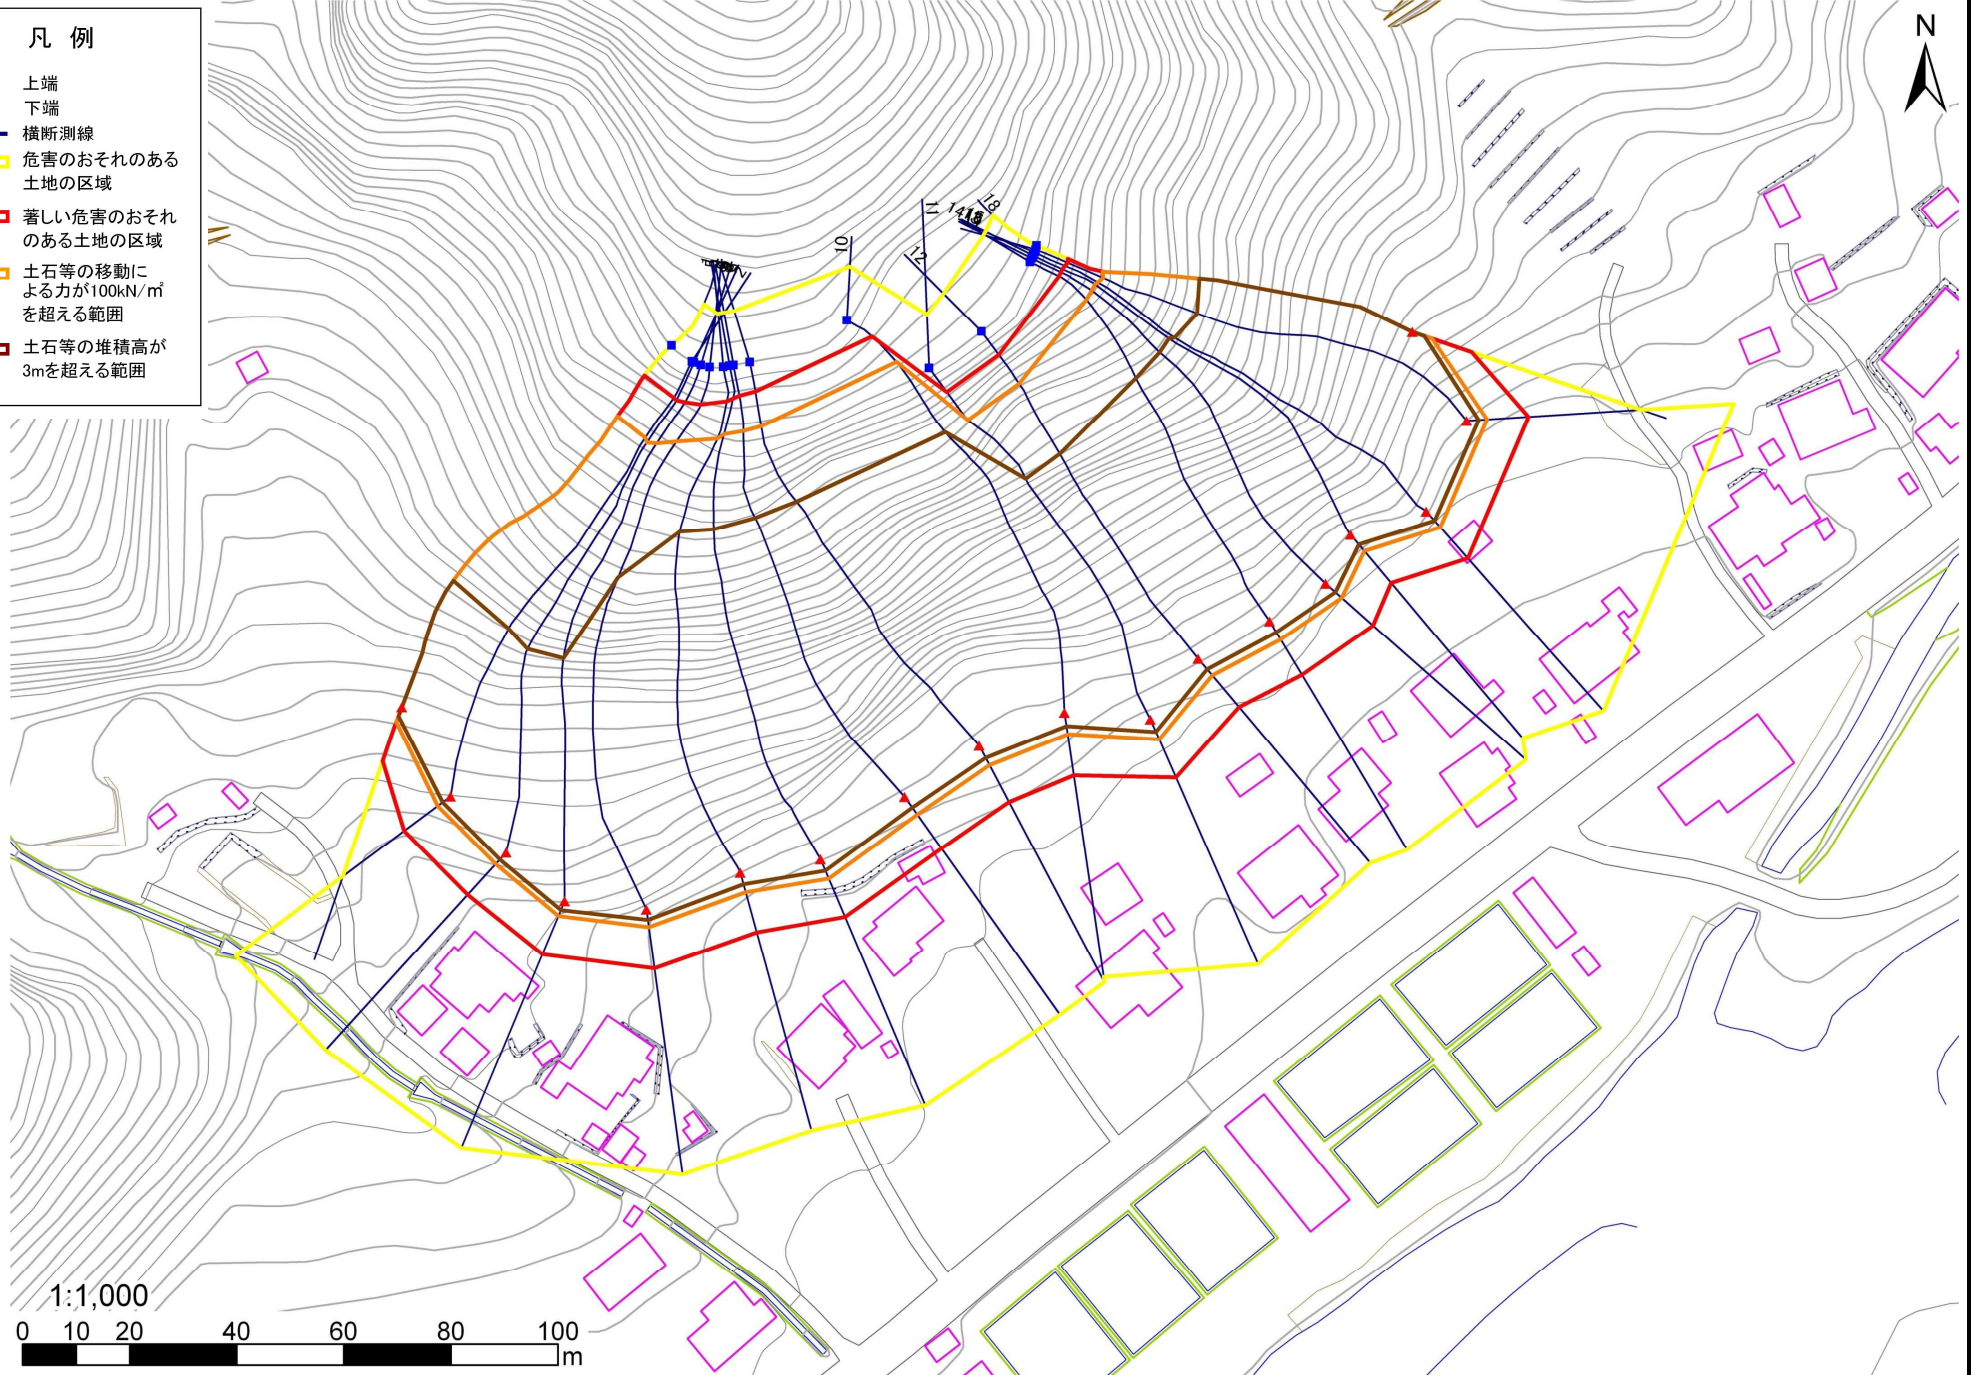 凡 例
上端
下端
横断測線
危害のおそれのある
土地の区域
著しい危害のおそれ
のある土地の区域
土石等の移動に
よる力が100kN/㎡
を超える範囲
土石等の堆積高が
3mを超える範囲
N
10
11
12
18
1:1,000
0 10 20 40 60 80 100
m